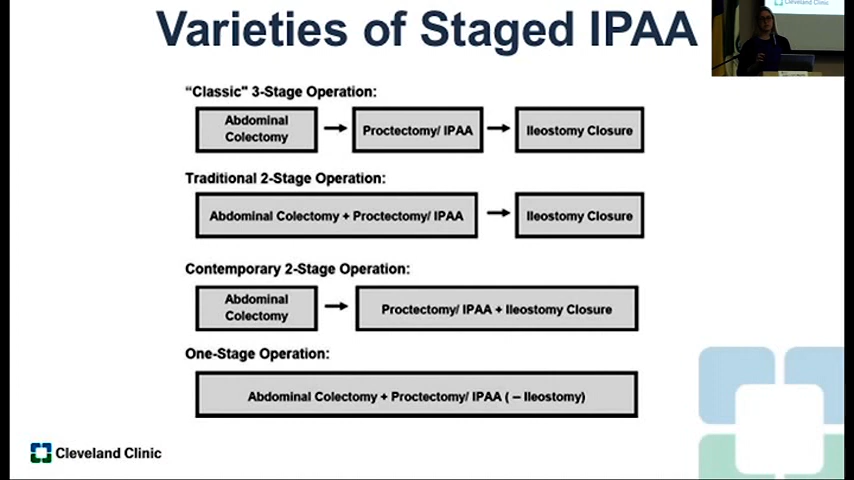 Varieties of Staged IPAA
Cleveland Clinic
“Classic" 3-Stage Operation:
Abdominal
Colectomy
Proctectomy/ IPAA
Ileostomy Closure
Traditional 2-Stage Operation:
Abdominal Colectomy + Proctectomy/ IPAA
Ileostomy Closure
Contemporary 2-Stage Operation:
Abdominal
Colectomy
Proctectomy/ IPAA + Ileostomy Closure
One-Stage Operation:
Abdominal Colectomy + Proctectomy/ IPAA ( – Ileostomy)
Cleveland Clinic